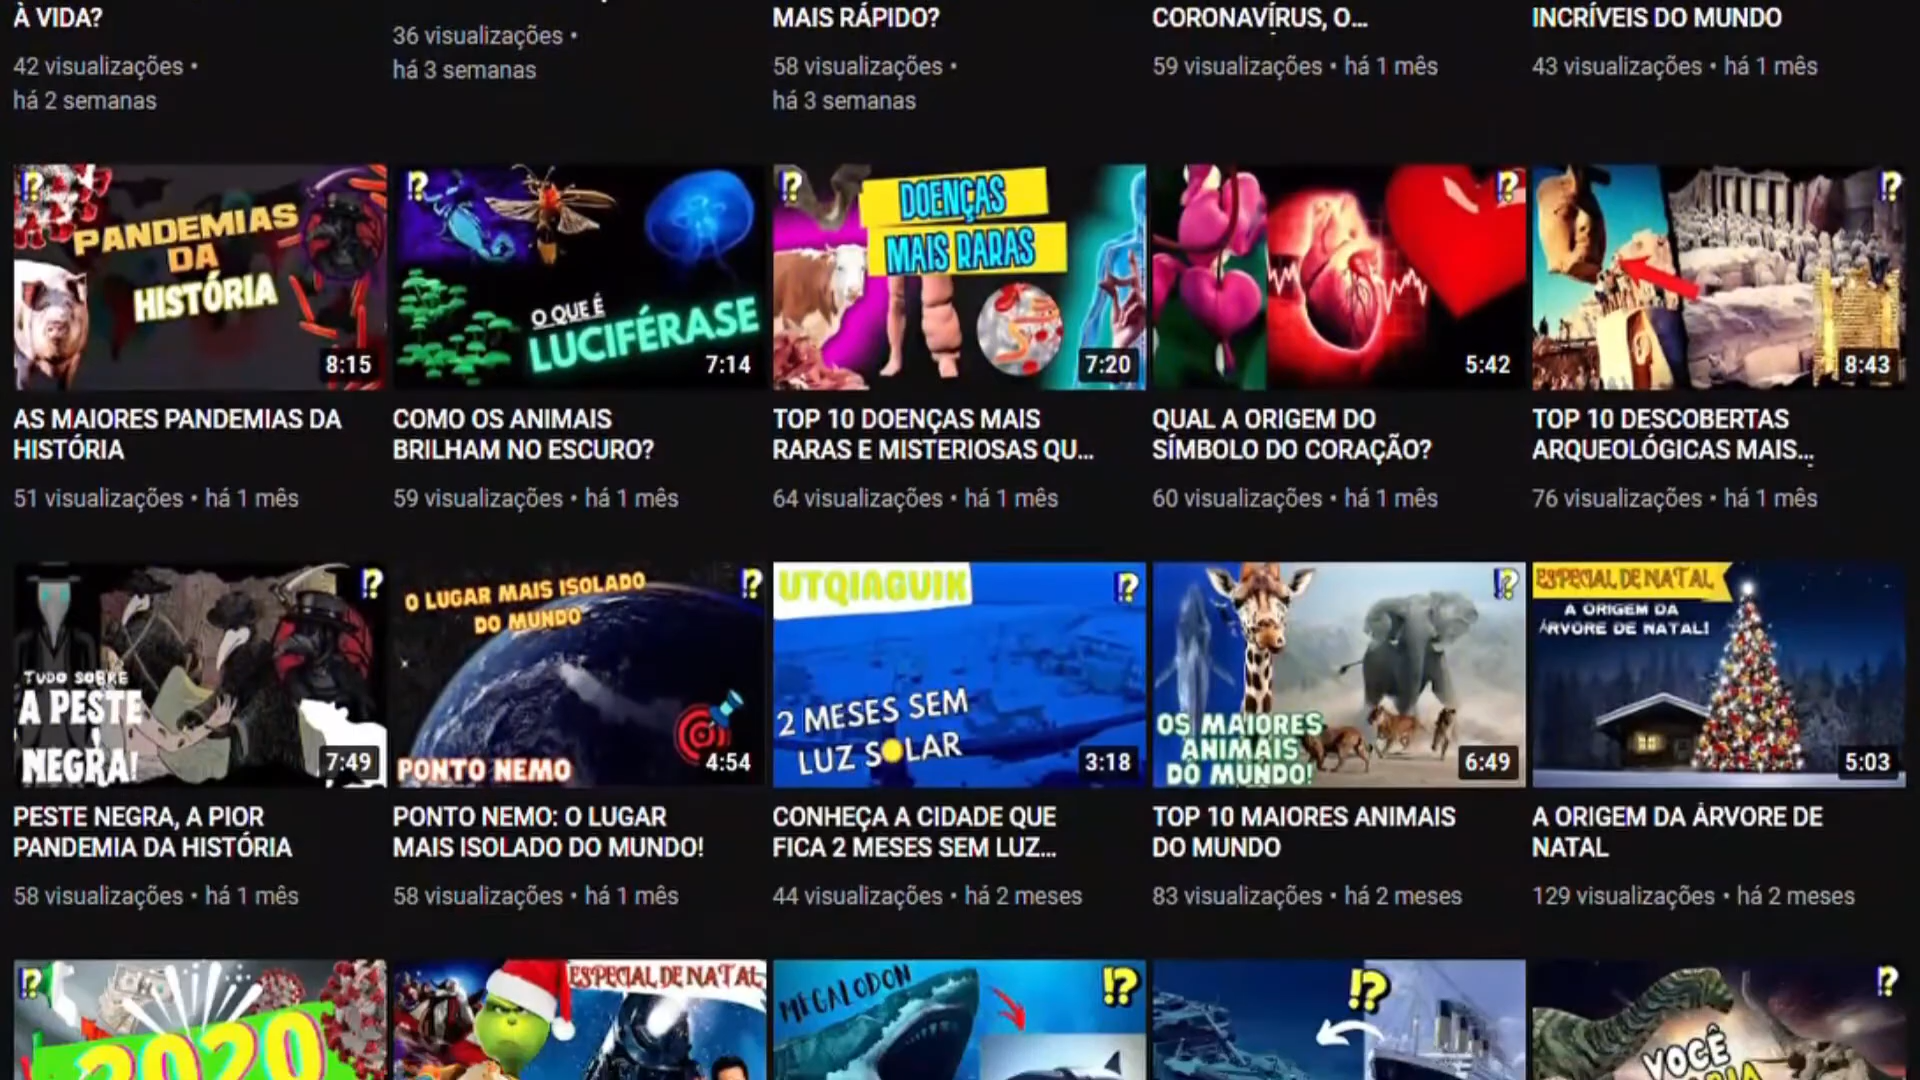 À VIDA?
42 visualizações •
há 2 semanas
36 visualizações •
há 3 semanas
MAIS RÁPIDO?
58 visualizações •
há 3 semanas
CORONAVÍRUS, O...
59 visualizações • há 1 mês
INCRÍVEIS DO MUNDO
43 visualizações • há 1 mês
!?
PANDEMIAS
DA
HISTÓRIA
8:15
AS MAIORES PANDEMIAS DA
HISTÓRIA
51 visualizações • há 1 mês
!?
O QUE É
LUCIFÉRASE
7:14
COMO OS ANIMAIS
BRILHAM NO ESCURO?
59 visualizações • há 1 mês
!?
DOENÇAS
MAIS RARAS
7:20
TOP 10 DOENÇAS MAIS
RARAS E MISTERIOSAS QU...
64 visualizações • há 1 mês
!?
5:42
QUAL A ORIGEM DO
SÍMBOLO DO CORAÇÃO?
60 visualizações • há 1 mês
!?
8:43
TOP 10 DESCOBERTAS
ARQUEOLÓGICAS MAIS...
76 visualizações • há 1 mês
!?
TUDO SOBRE
A PESTE
NEGRA!
7:49
PESTE NEGRA, A PIOR
PANDEMIA DA HISTÓRIA
58 visualizações • há 1 mês
!?
O LUGAR MAIS ISOLADO
DO MUNDO
PONTO NEMO
4:54
PONTO NEMO: O LUGAR
MAIS ISOLADO DO MUNDO!
58 visualizações • há 1 mês
UTQIAGVIK
!?
2 MESES SEM
LUZ SOLAR
3:18
CONHEÇA A CIDADE QUE
FICA 2 MESES SEM LUZ...
44 visualizações • há 2 meses
!?
OS MAIORES
ANIMAIS
DO MUNDO!
6:49
TOP 10 MAIORES ANIMAIS
DO MUNDO
83 visualizações • há 2 meses
ESPECIAL DE NATAL
A ORIGEM DA
ÁRVORE DE NATAL!
5:03
A ORIGEM DA ÁRVORE DE
NATAL
129 visualizações • há 2 meses
!?
2020
ESPECIAL DE NATAL
MEGALODON
!?
!?
!?
VOCÊ